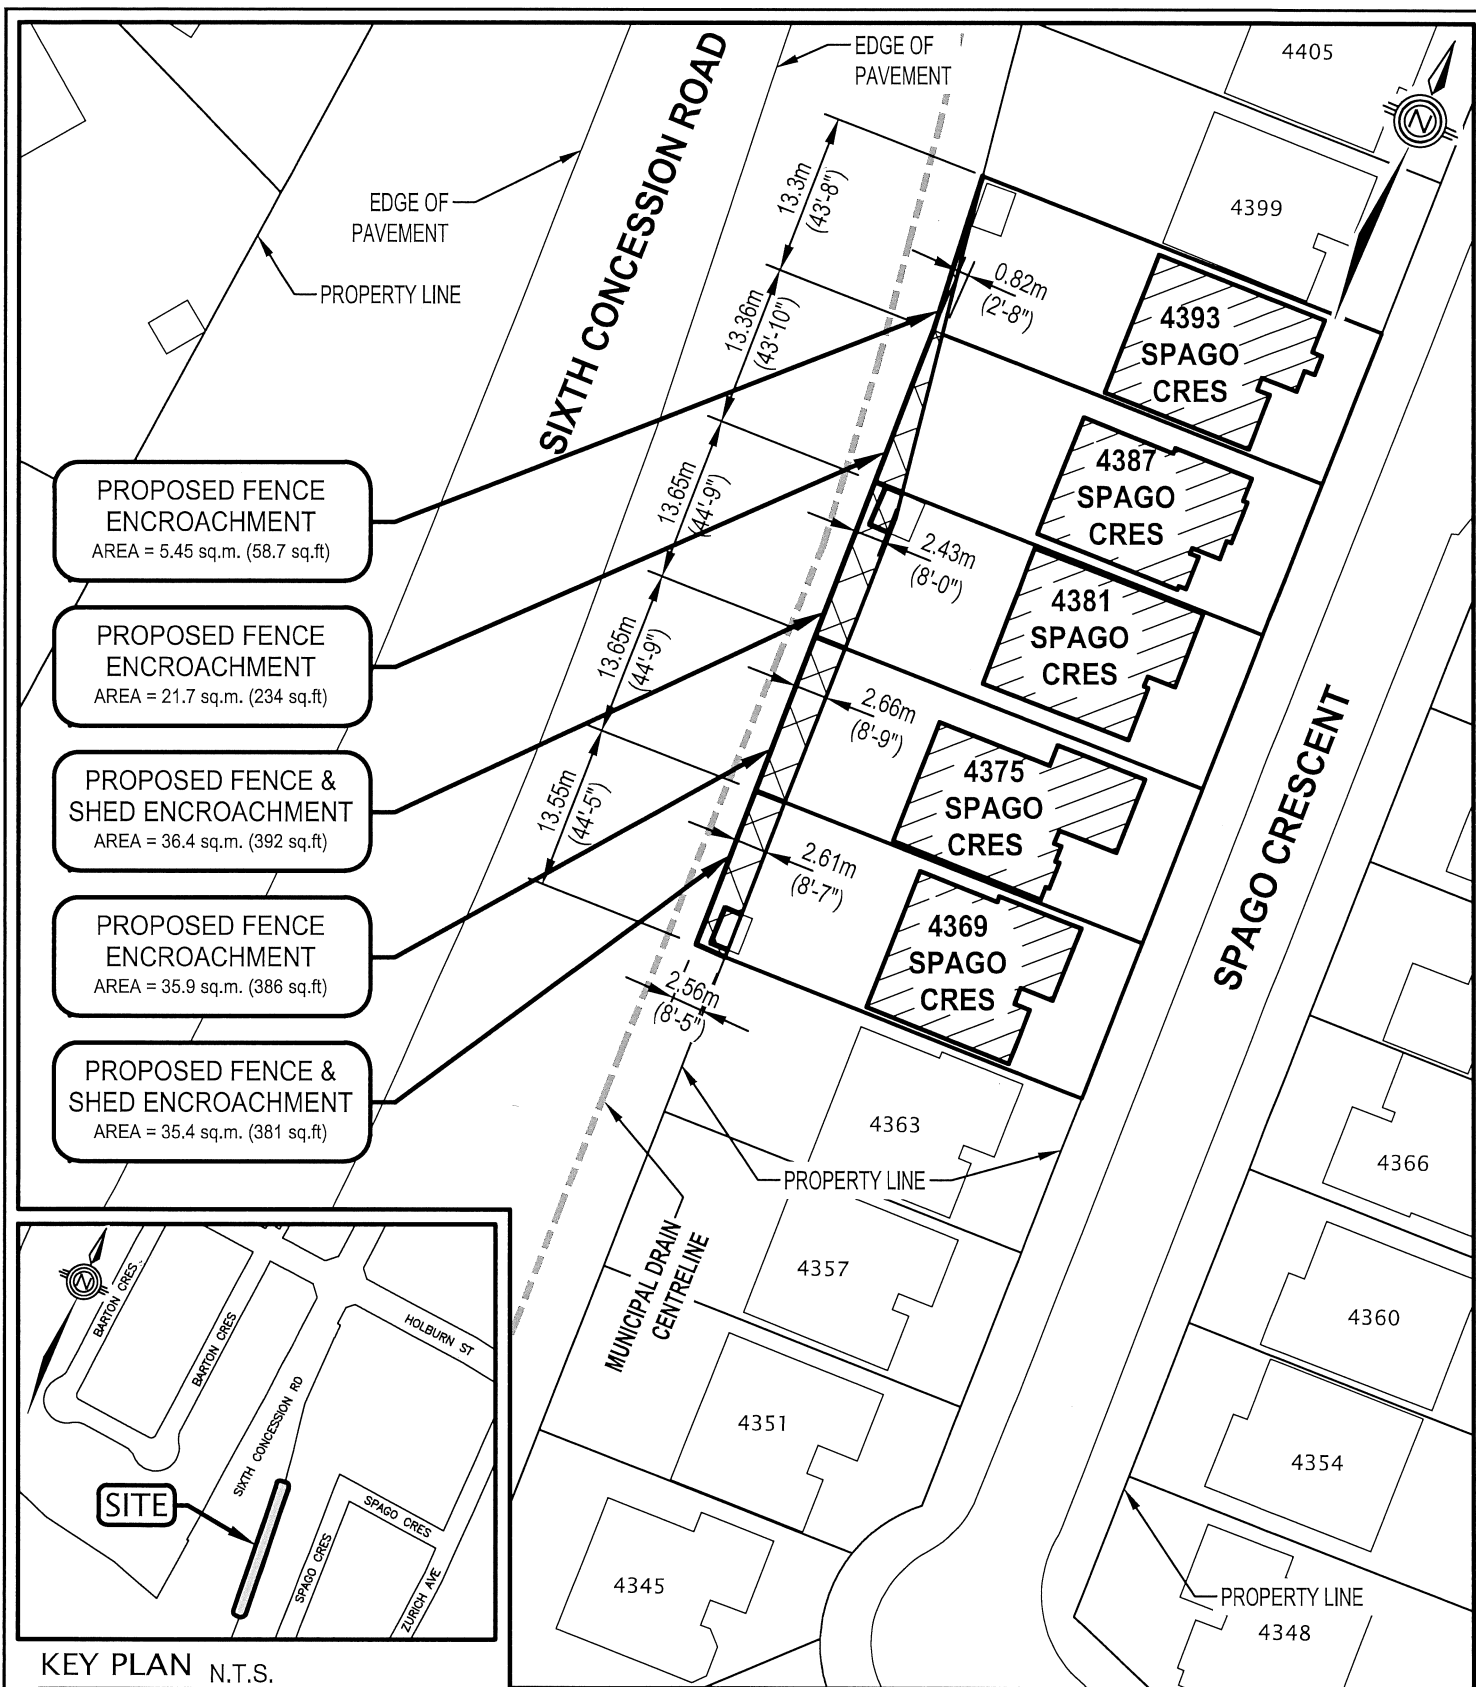 EDGE OF
PAVEMENT
4405
SIXTH CONCESSION ROAD
N
EDGE OF
PAVEMENT
PROPERTY LINE
4399
13.3m
(43'-8")
13.36m
(43'-10")
13.65m
(44'-9")
13.65m
(44'-9")
13.55m
(44'-5")
0.82m
(2'-8")
2.43m
(8'-0")
2.66m
(8'-9")
2.61m
(8'-7")
2.56m
(8'-5")
4393
SPAGO
CRES
4387
SPAGO
CRES
4381
SPAGO
CRES
4375
SPAGO
CRES
4369
SPAGO
CRES
PROPOSED FENCE
ENCROACHMENT
AREA = 5.45 sq.m. (58.7 sq.ft)
PROPOSED FENCE
ENCROACHMENT
AREA = 21.7 sq.m. (234 sq.ft)
PROPOSED FENCE &
SHED ENCROACHMENT
AREA = 36.4 sq.m. (392 sq.ft)
PROPOSED FENCE
ENCROACHMENT
AREA = 35.9 sq.m. (386 sq.ft)
PROPOSED FENCE &
SHED ENCROACHMENT
AREA = 35.4 sq.m. (381 sq.ft)
SPAGO CRESCENT
4363
PROPERTY LINE
4366
MUNICIPAL DRAIN
CENTRELINE
4357
4360
4351
4354
4345
PROPERTY LINE
4348
N
BARTON CRES.
BARTON CRES
HOLBURN ST
SIXTH CONCESSION RD
SITE
SPAGO CRES
SPAGO CRES
ZURICH AVE
KEY PLAN N.T.S.